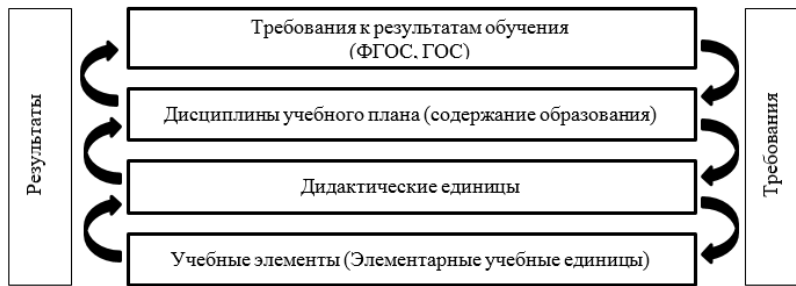 Результаты
Требования к результатам обучения
(ФГОС, ГОС)
Дисциплины учебного плана (содержание образования)
Дидактические единицы
Учебные элементы (Элементарные учебные единицы)
Требования